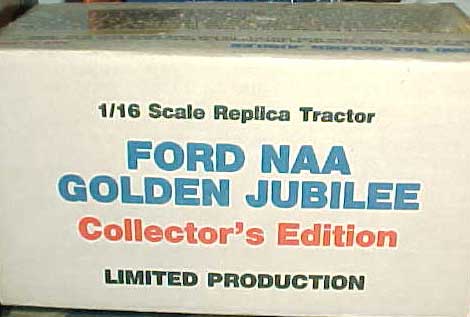 1/16 Scale Replica Tractor
FORD NAA
GOLDEN JUBILEE
Collector's Edition
LIMITED PRODUCTION